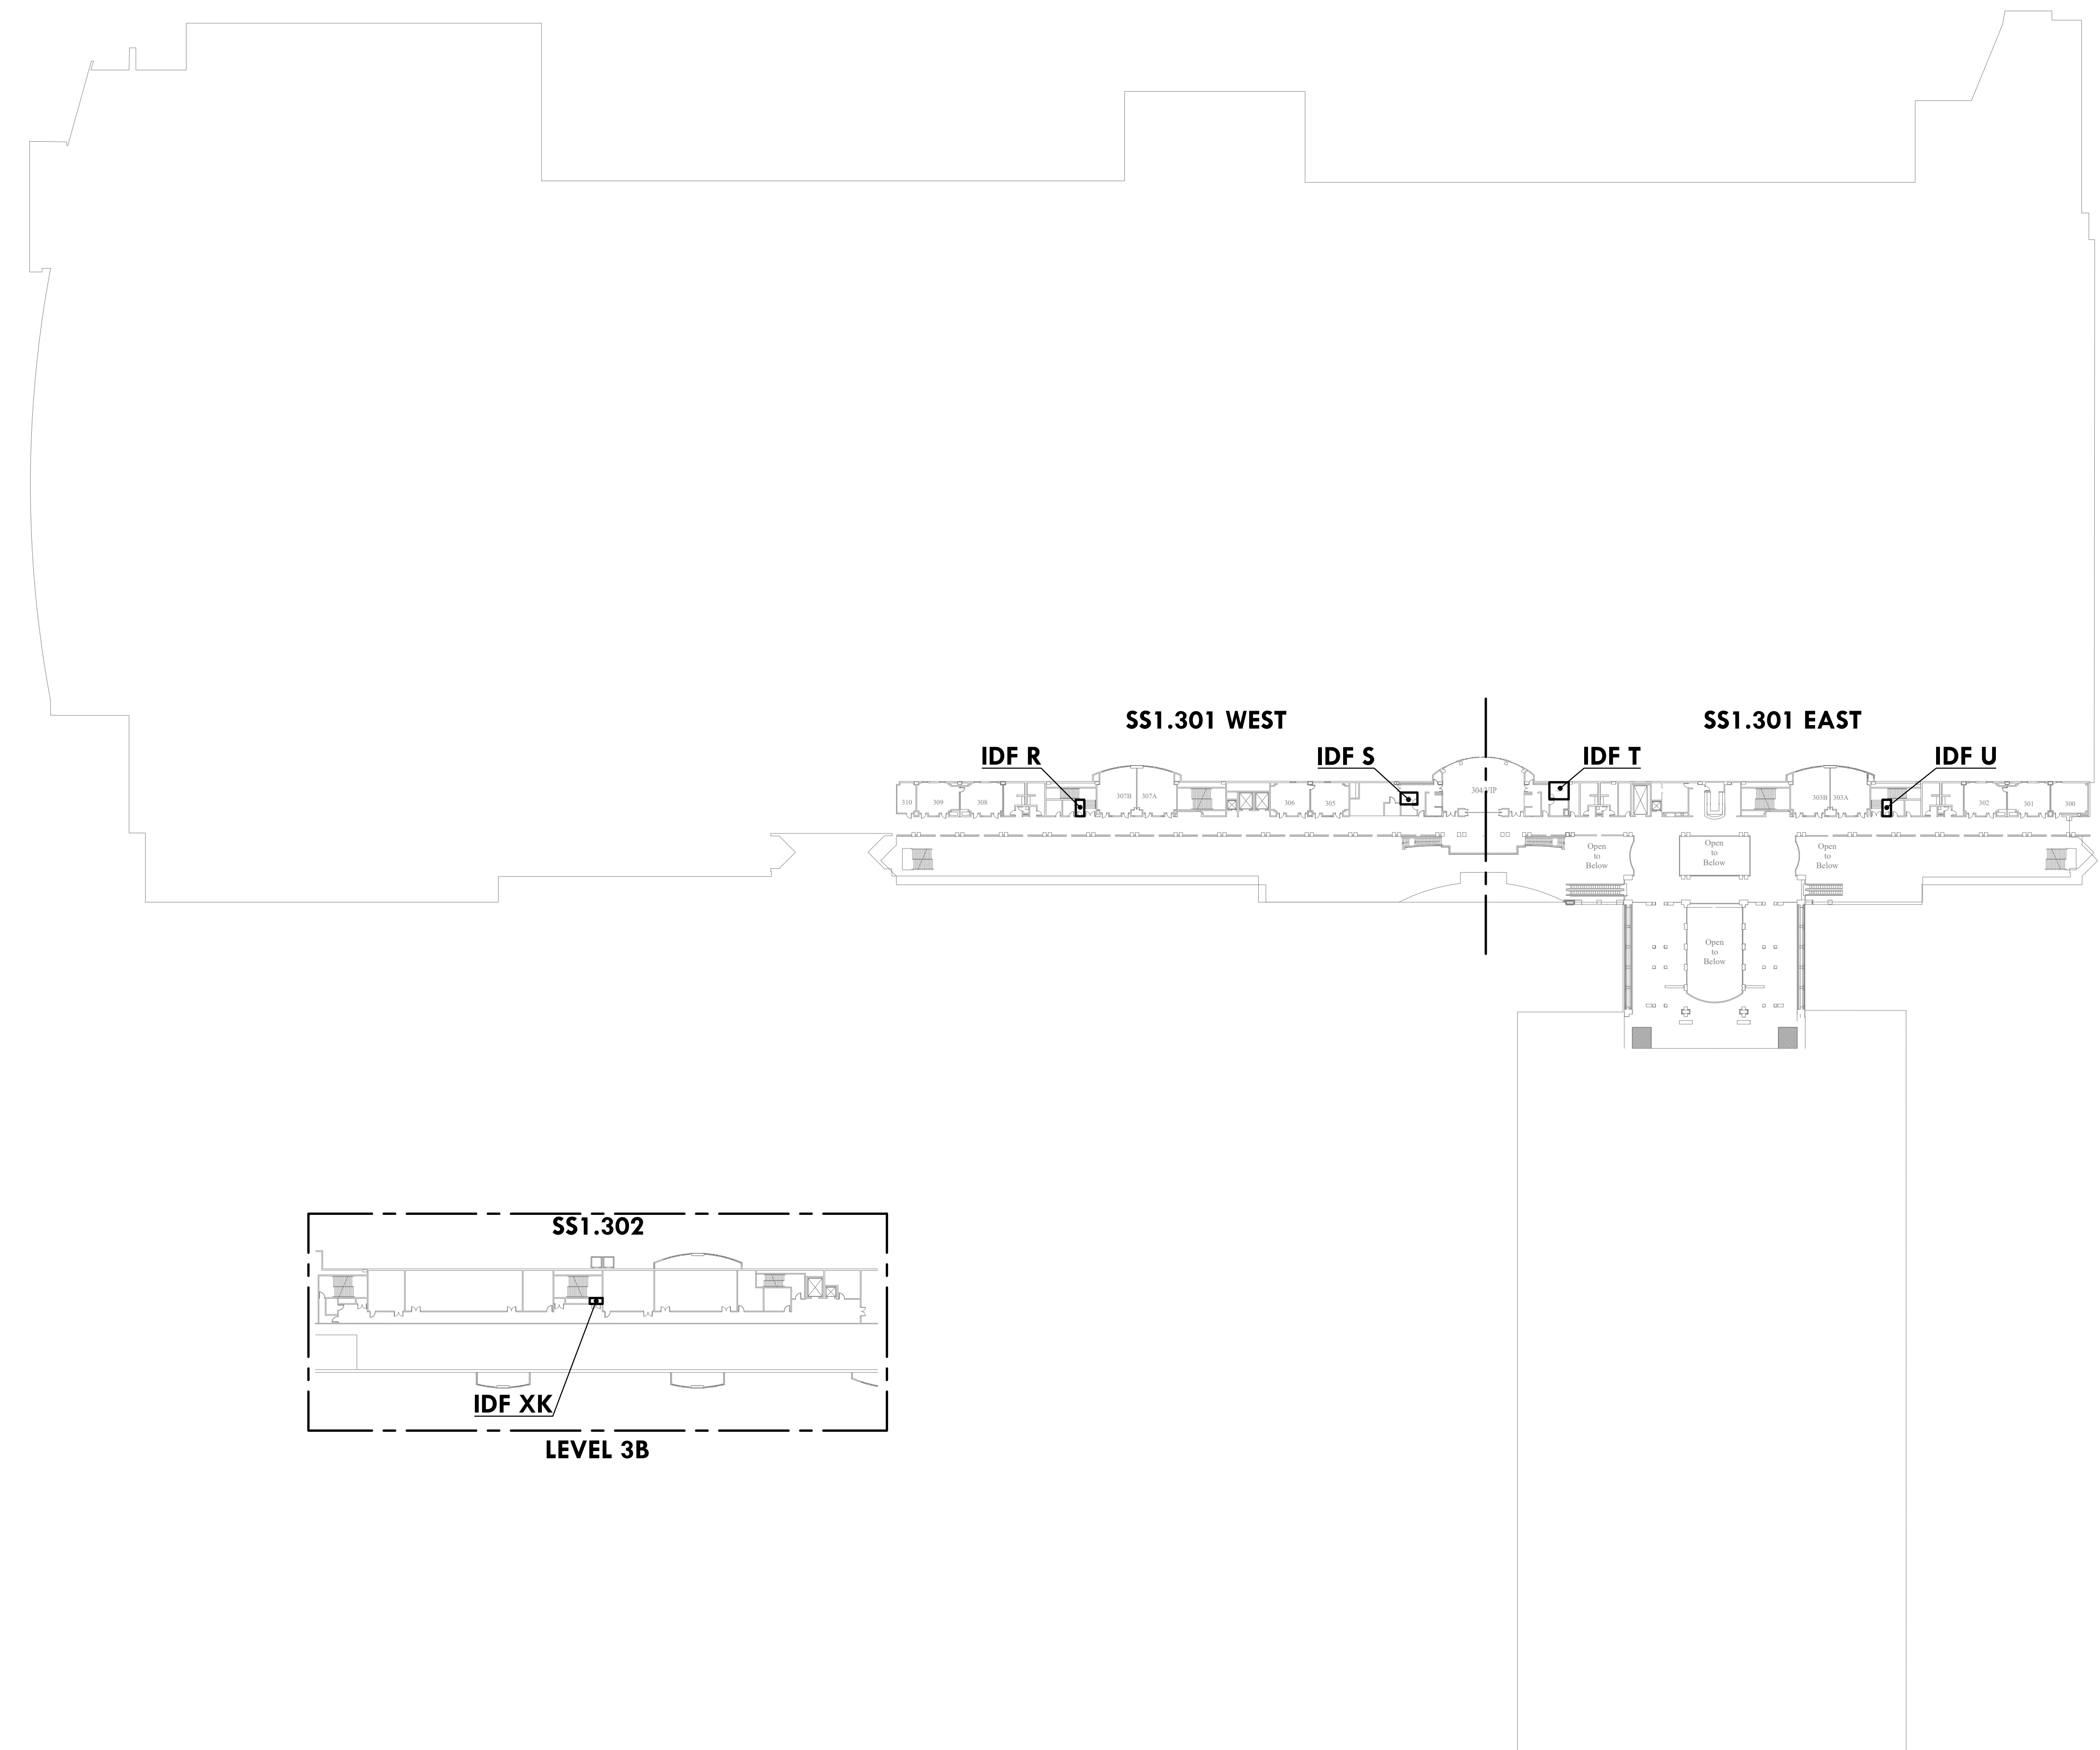 SS1.301 WEST
SS1.301 EAST
IDF R
IDF S
IDF T
IDF U
310
309
308
307B
307A
306
305
304/VIP
303B
303A
302
301
300
Open
to
Below
Open
to
Below
Open
to
Below
Open
to
Below
SS1.302
IDF XK
LEVEL 3B